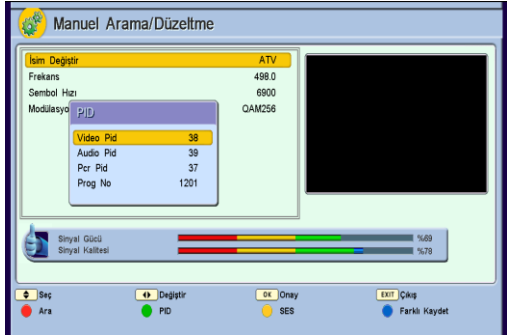 Manuel Arama/Düzeltme
İsim Değiştir ATV
Frekans 498.0
Sembol Hızı 6900
Modülasyo QAM256
PID
Video Pid 38
Audio Pid 39
Pcr Pid 37
Prog No 1201
Sinyal Gücü %69
Sinyal Kalitesi %78
Seç Değiştir OK Onay EXIT Çıkış
Ara PID SES Farklı Kaydet